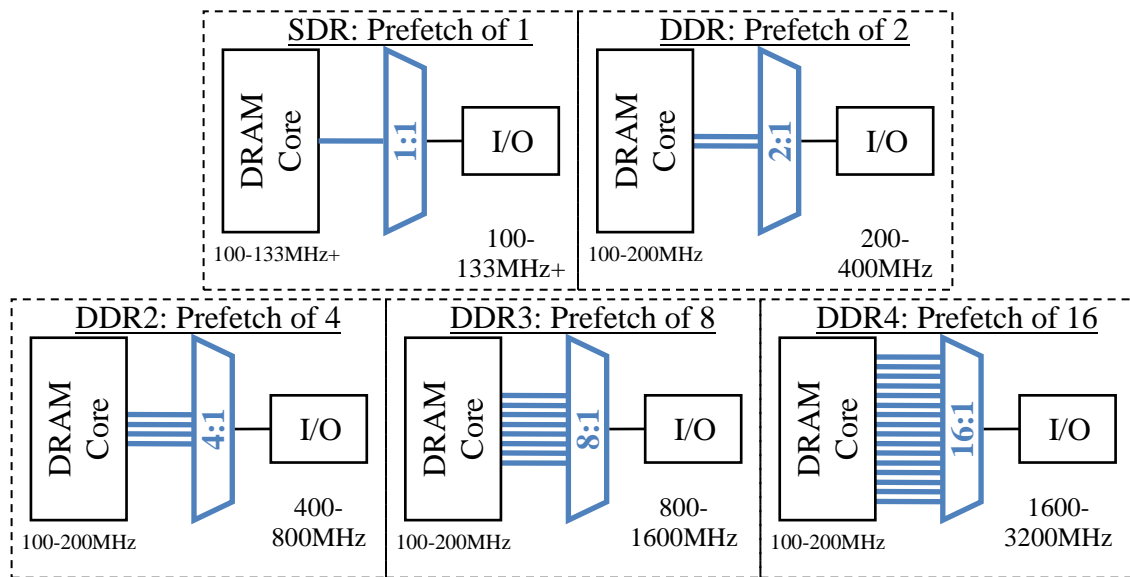 SDR: Prefetch of 1
DRAM
Core
1:1
I/O
100-133MHz+
100-
133MHz+
DDR: Prefetch of 2
DRAM
Core
2:1
I/O
100-200MHz
200-
400MHz
DDR2: Prefetch of 4
DRAM
Core
4:1
I/O
100-200MHz
400-
800MHz
DDR3: Prefetch of 8
DRAM
Core
8:1
I/O
100-200MHz
800-
1600MHz
DDR4: Prefetch of 16
DRAM
Core
16:1
I/O
100-200MHz
1600-
3200MHz